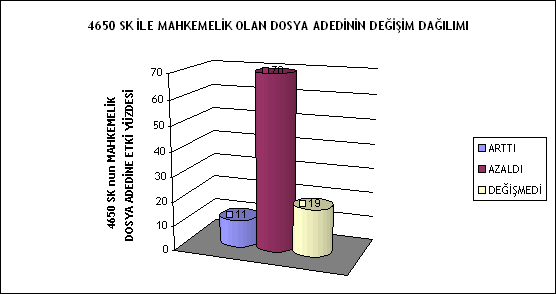 4650 SK İLE MAHKEMELİK OLAN DOSYA ADEDİNİN DEĞİŞİM DAĞILIMI
4650 SK nun MAHKEMELİK
DOSYA ADEDİNE ETKİ YÜZDESİ
70
60
50
40
30
20
10
0
70
11
19
ARTTI
AZALDI
DEĞİŞMEDİ